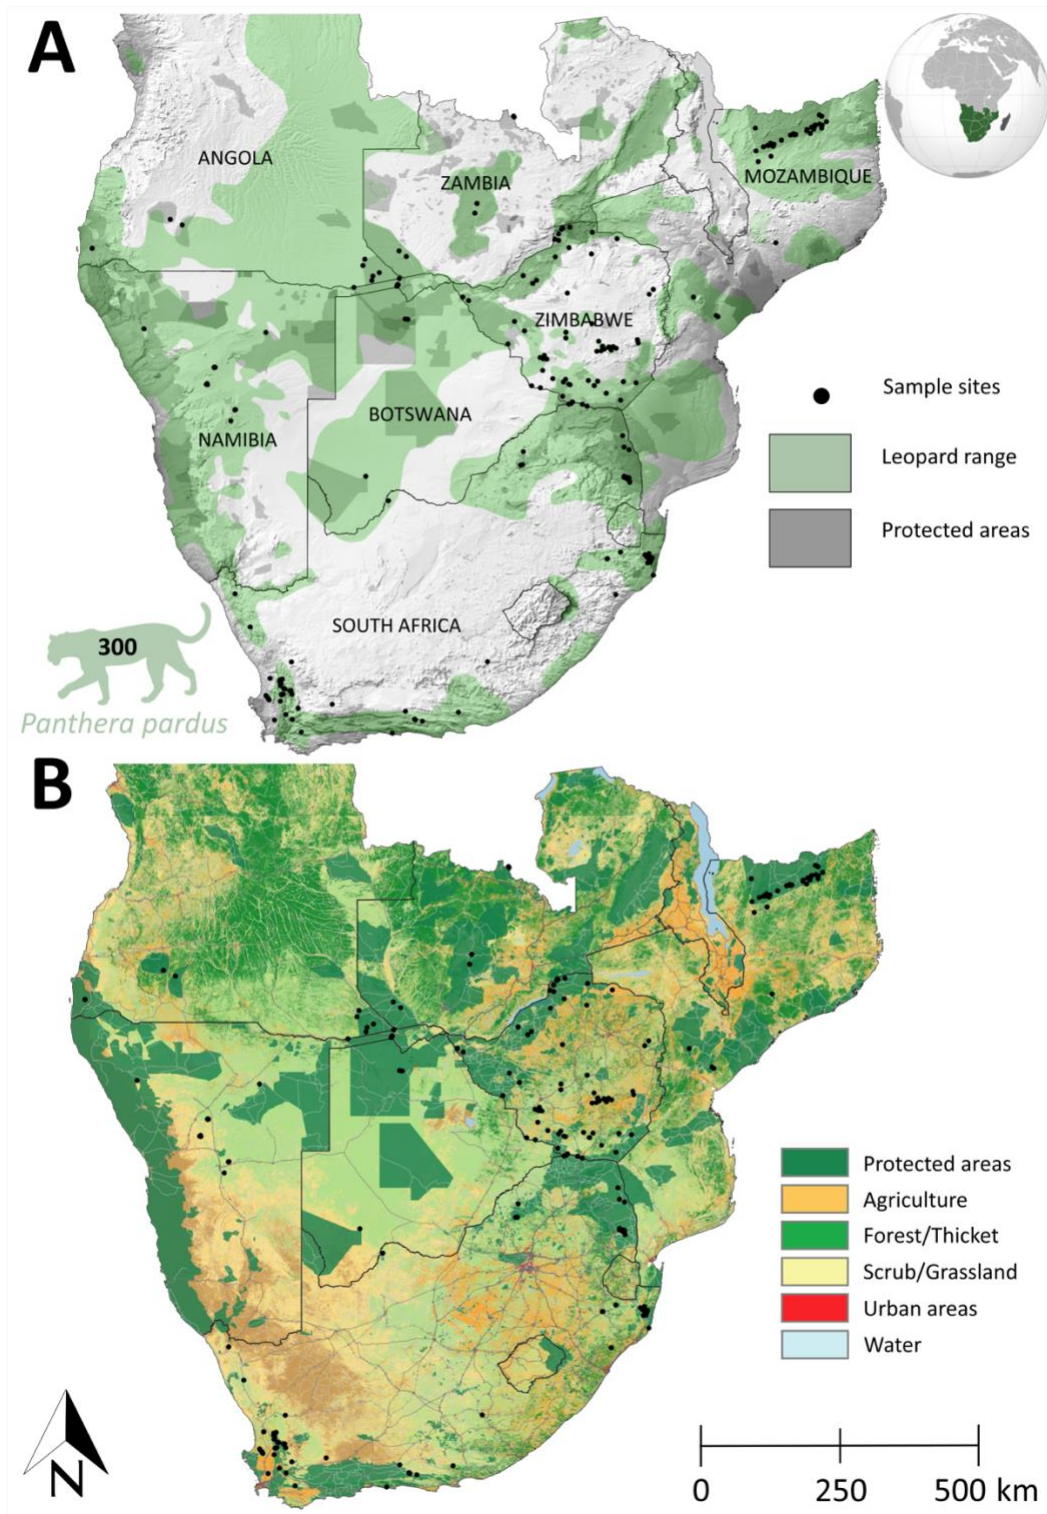 A
ANGOLA
ZAMBIA
MOZAMBIQUE
ZIMBABWE
BOTSWANA
NAMIBIA
SOUTH AFRICA
Sample sites
Leopard range
Protected areas
300
Panthera pardus
B
Protected areas
Agriculture
Forest/Thicket
Scrub/Grassland
Urban areas
Water
N
0 250 500 km